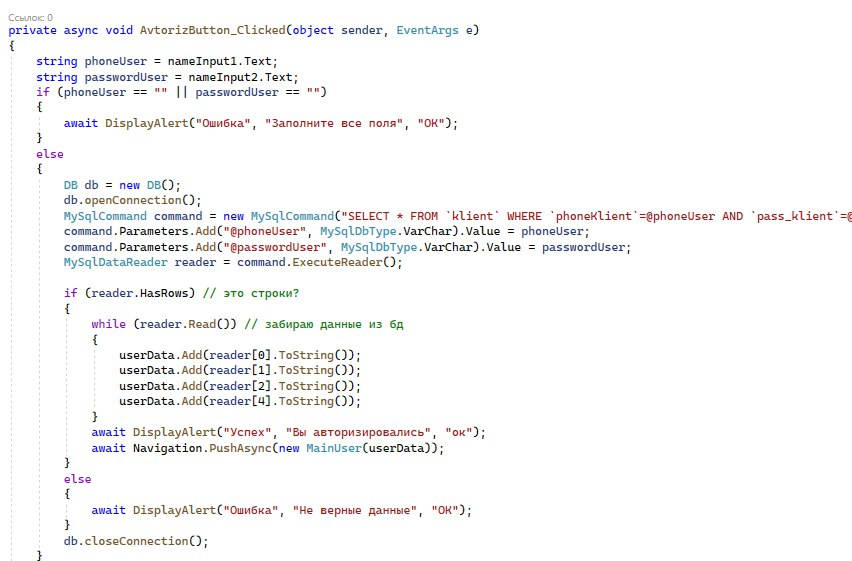 Ссылок: 0
private async void AvtorizButton_Clicked(object sender, EventArgs e)
{
string phoneUser = nameInput1.Text;
string passwordUser = nameInput2.Text;
if (phoneUser == "" || passwordUser == "")
{
await DisplayAlert("Ошибка", "Заполните все поля", "ОК");
}
else
{
DB db = new DB();
db.openConnection();
MySqlCommand command = new MySqlCommand("SELECT * FROM `klient` WHERE `phoneKlient`=@phoneUser AND `pass_klient`=@
command.Parameters.Add("@phoneUser", MySqlDbType.VarChar).Value = phoneUser;
command.Parameters.Add("@passwordUser", MySqlDbType.VarChar).Value = passwordUser;
MySqlDataReader reader = command.ExecuteReader();
if (reader.HasRows) // это строки?
{
while (reader.Read()) // забираю данные из бд
{
userData.Add(reader[0].ToString());
userData.Add(reader[1].ToString());
userData.Add(reader[2].ToString());
userData.Add(reader[4].ToString());
}
await DisplayAlert("Успех", "Вы авторизировались", "ок");
await Navigation.PushAsync(new MainUser(userData));
}
else
{
await DisplayAlert("Ошибка", "Не верные данные", "ОК");
}
db.closeConnection();
}